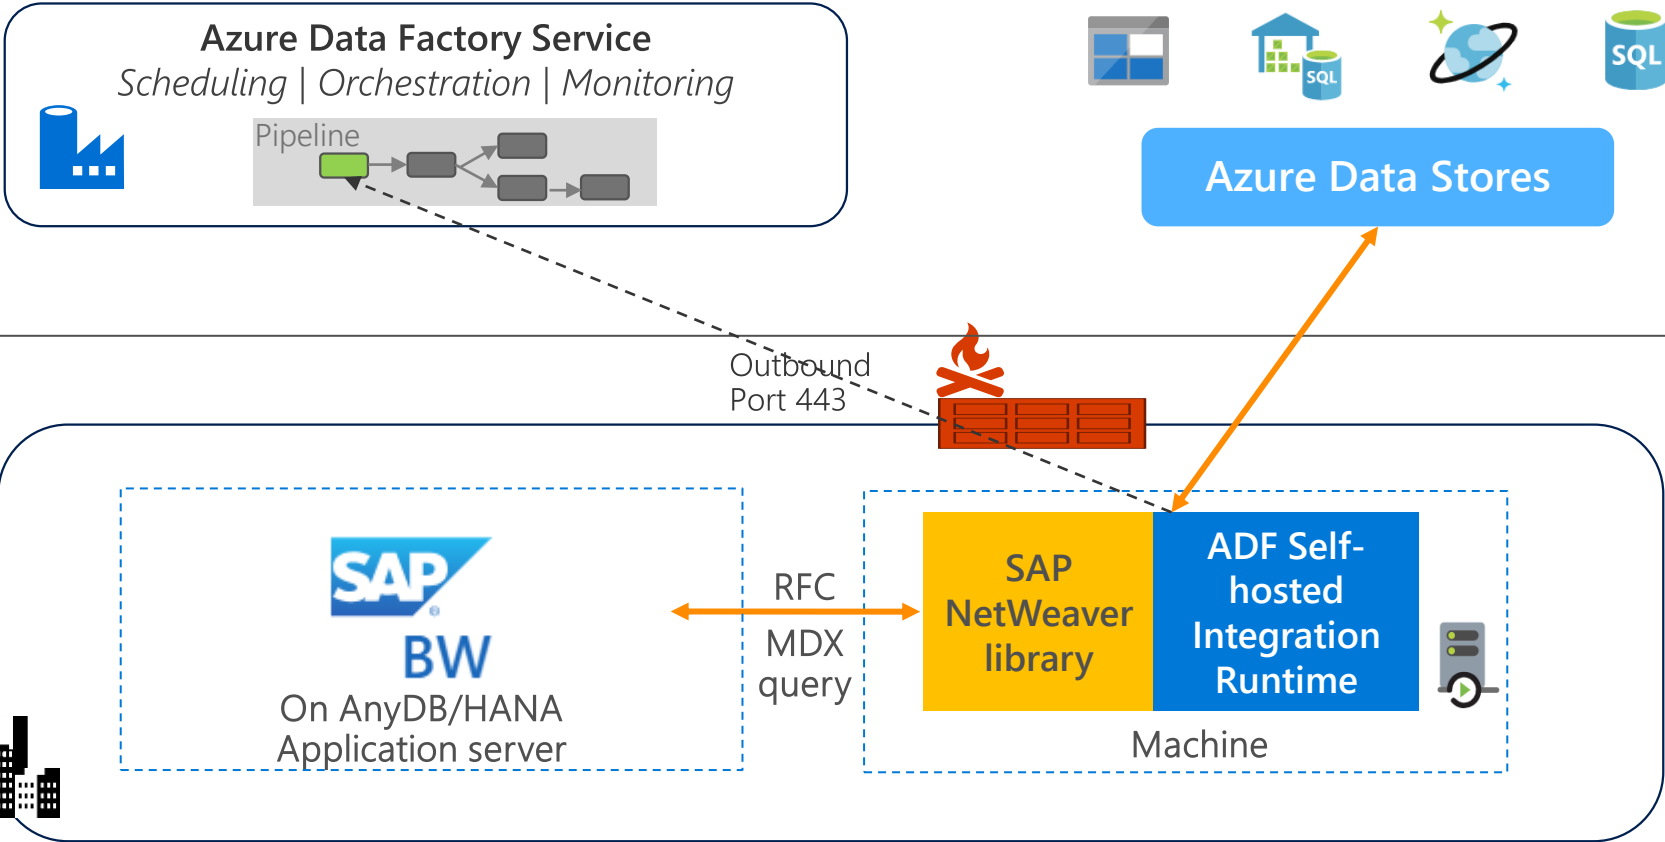 Azure Data Factory Service
Scheduling | Orchestration | Monitoring
Pipeline
SQL
SQL
Azure Data Stores
Outbound
Port 443
SAP
®
BW
On AnyDB/HANA
Application server
RFC
MDX
query
SAP
NetWeaver
library
ADF Self-
hosted
Integration
Runtime
Machine